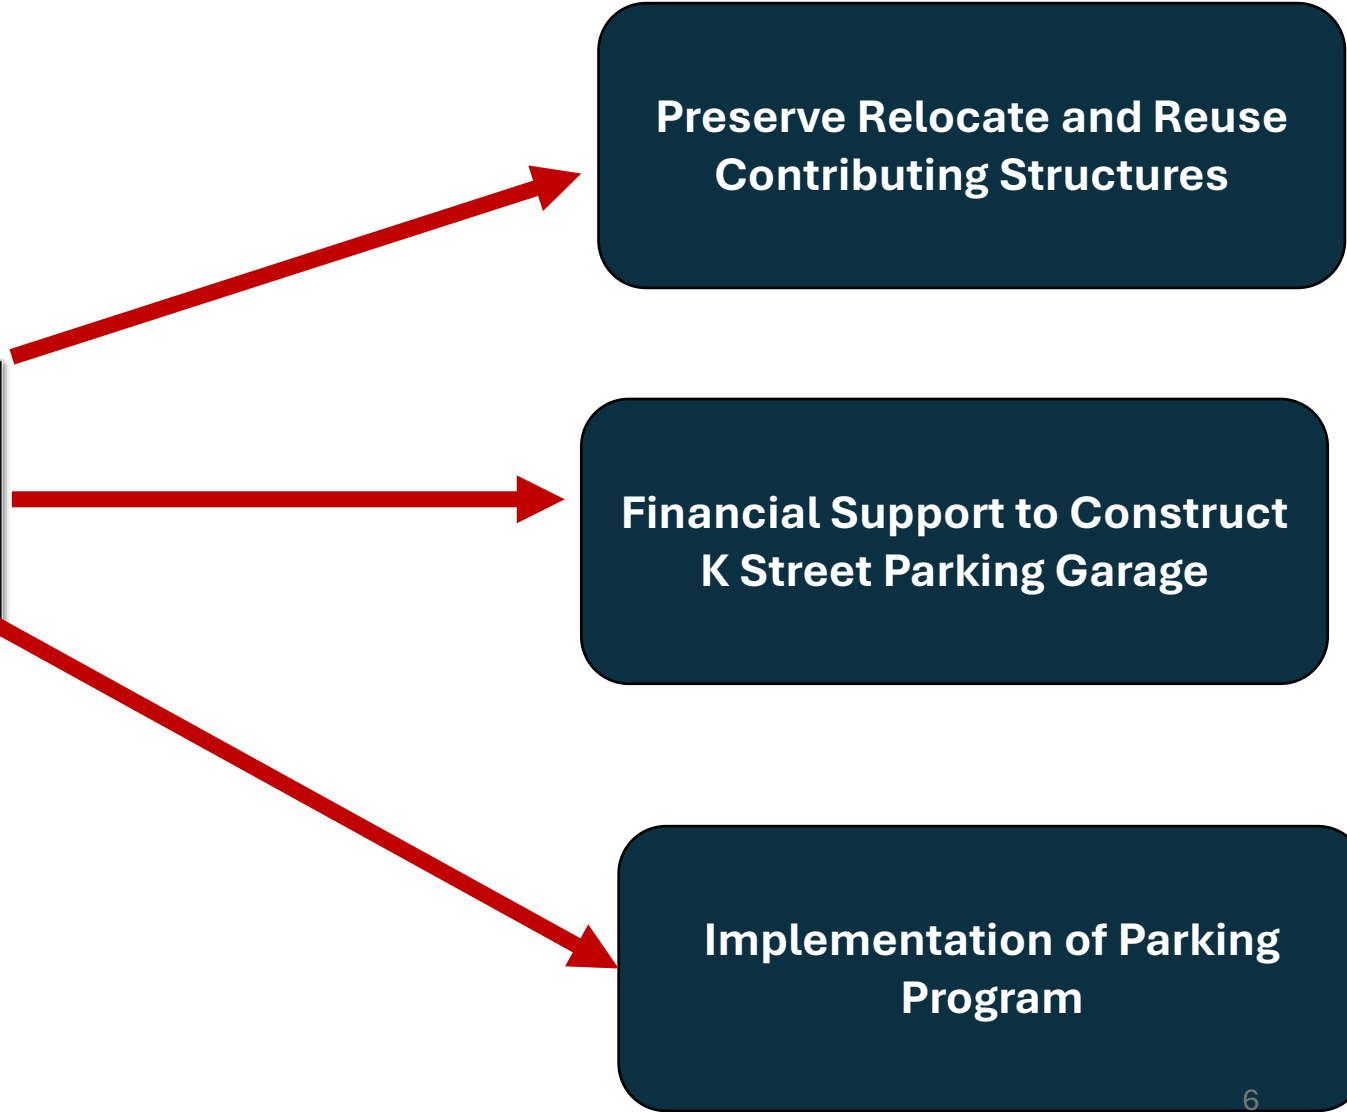 Preserve Relocate and Reuse
Contributing Structures
Financial Support to Construct
K Street Parking Garage
Implementation of Parking
Program
6